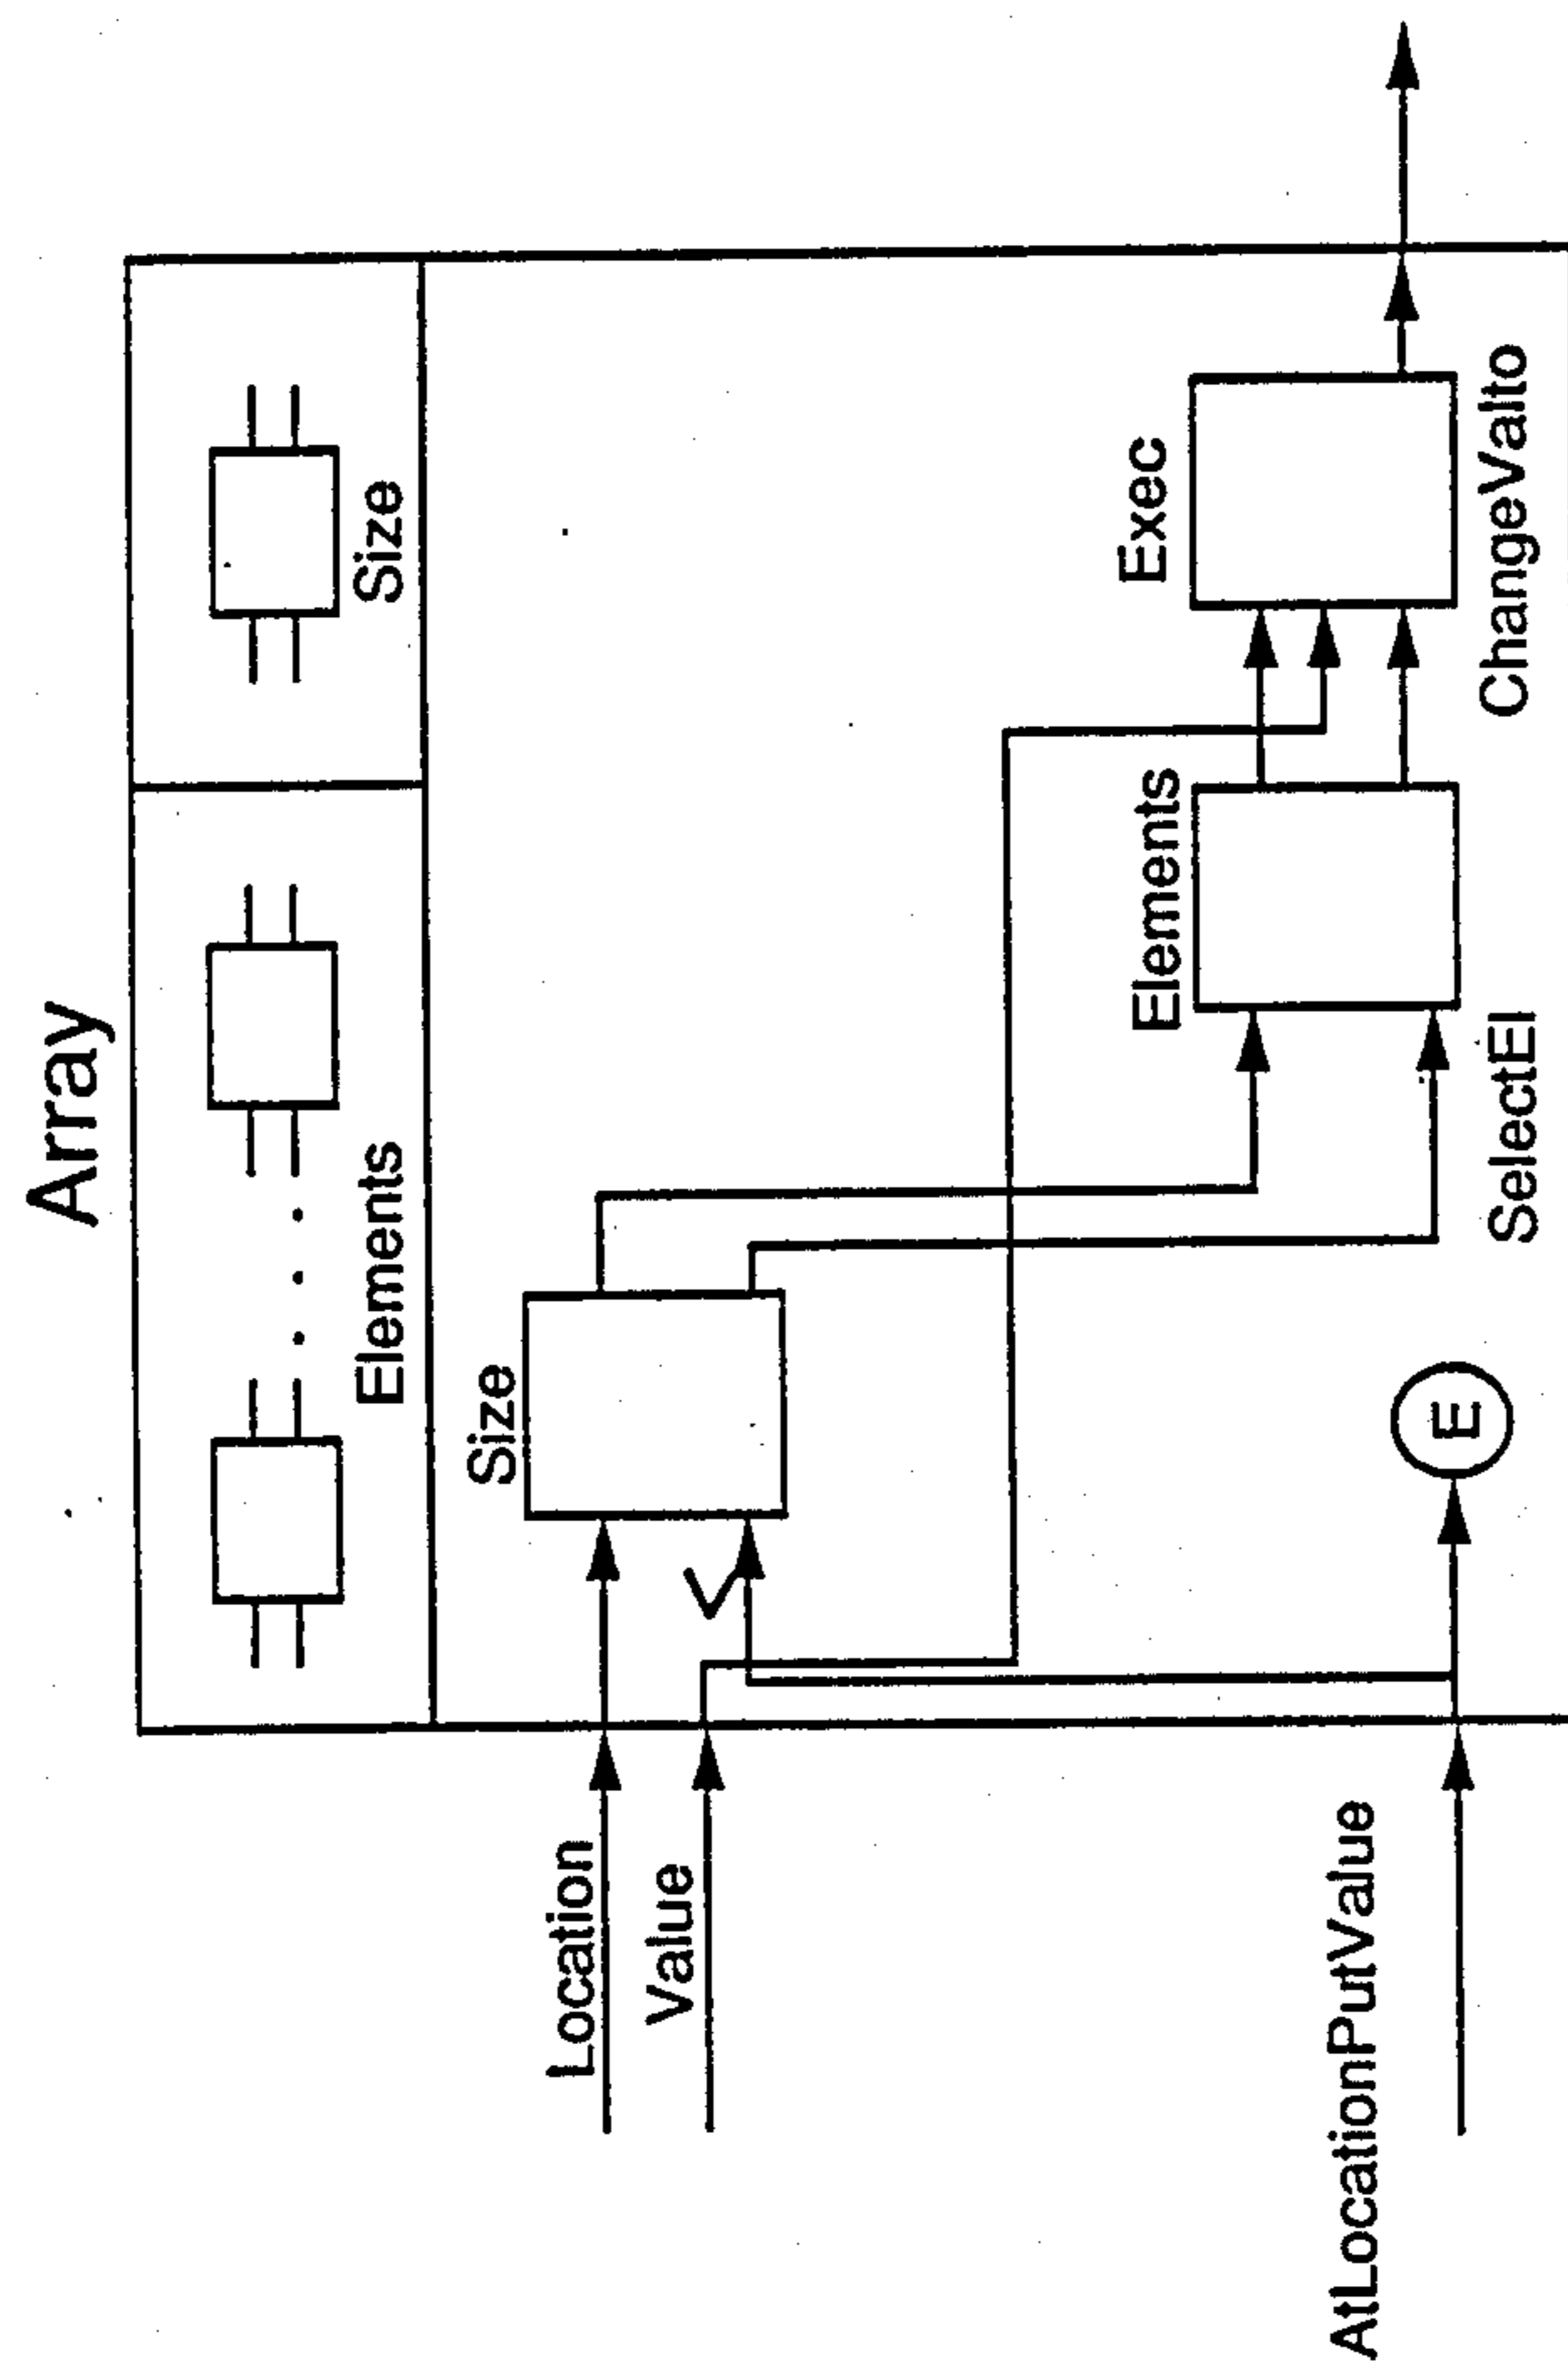 Array
Elements
Size
Size
Location
Value
<
Elements
Exec
AtLocationPutValue
E
SelectEl
ChangeValto